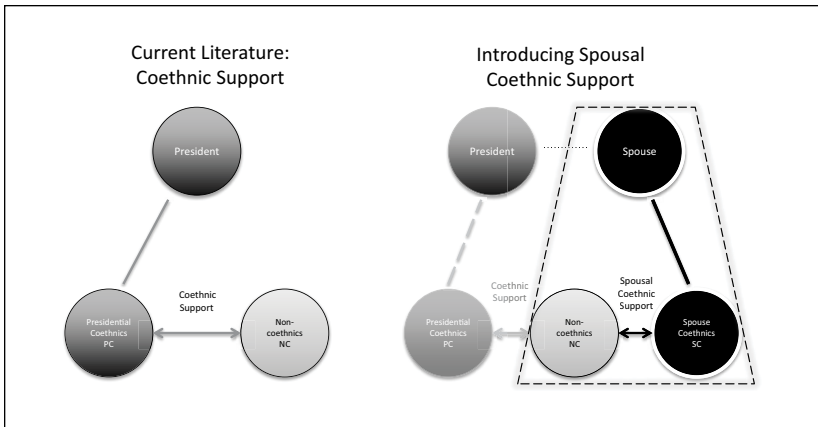 Current Literature:
Coethnic Support
President
Coethnic
Support
Presidential
Coethnics
PC
Non-
coethnics
NC
Introducing Spousal
Coethnic Support
President
Spouse
Coethnic
Support
Spousal
Coethnic
Support
Presidential
Coethnics
PC
Non-
coethnics
NC
Spouse
Coethnics
SC